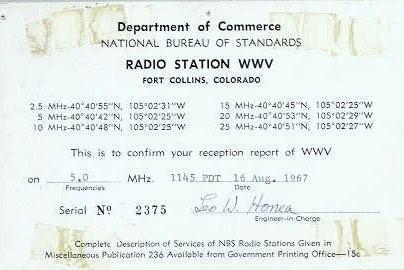 Department of Commerce
NATIONAL BUREAU OF STANDARDS
RADIO STATION WWV
FORT COLLINS, COLORADO
2.5 MHz-40°40'55"N, 105°02'31"W 15 MHz-40°40'45"N, 105°02'25"W
5 MHz-40°40'42"N, 105°02'25"W 20 MHz-40°40'53"N, 105°02'29"W
10 MHz-40°40'48"N, 105°02'25"W 25 MHz-40°40'51"N, 105°02'27"W
This is to confirm your reception report of WWV
on 5.0 MHz. 1145 PDT 16 Aug. 1967
Frequencies Date
Serial Nº 2375 Leo W. Honea
Engineer-in-Charge
Complete Description of Services of NBS Radio Stations Given in
Miscellaneous Publication 236 Available from Government Printing Office—15c